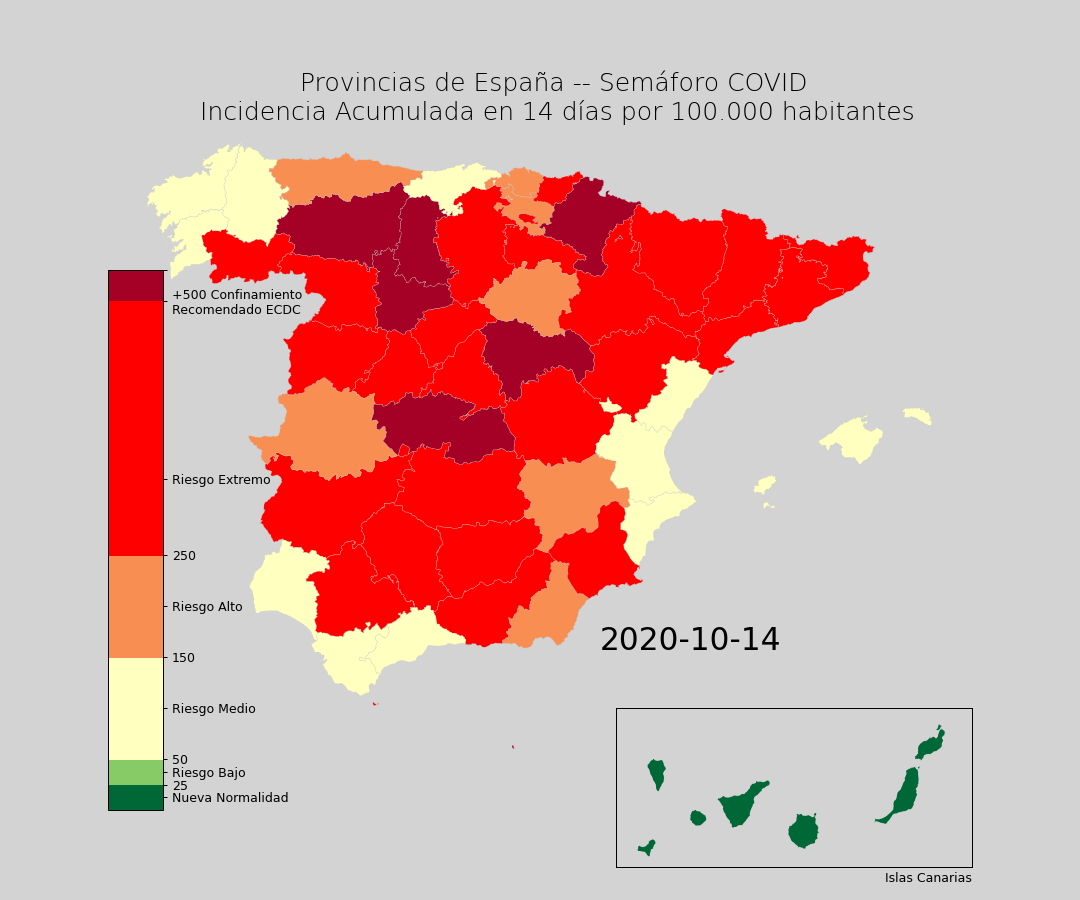 Provincias de España -- Semáforo COVID
Incidencia Acumulada en 14 días por 100.000 habitantes
+500 Confinamiento
Recomendado ECDC
Riesgo Extremo
250
Riesgo Alto
150
Riesgo Medio
50
Riesgo Bajo
25
Nueva Normalidad
2020-10-14
Islas Canarias